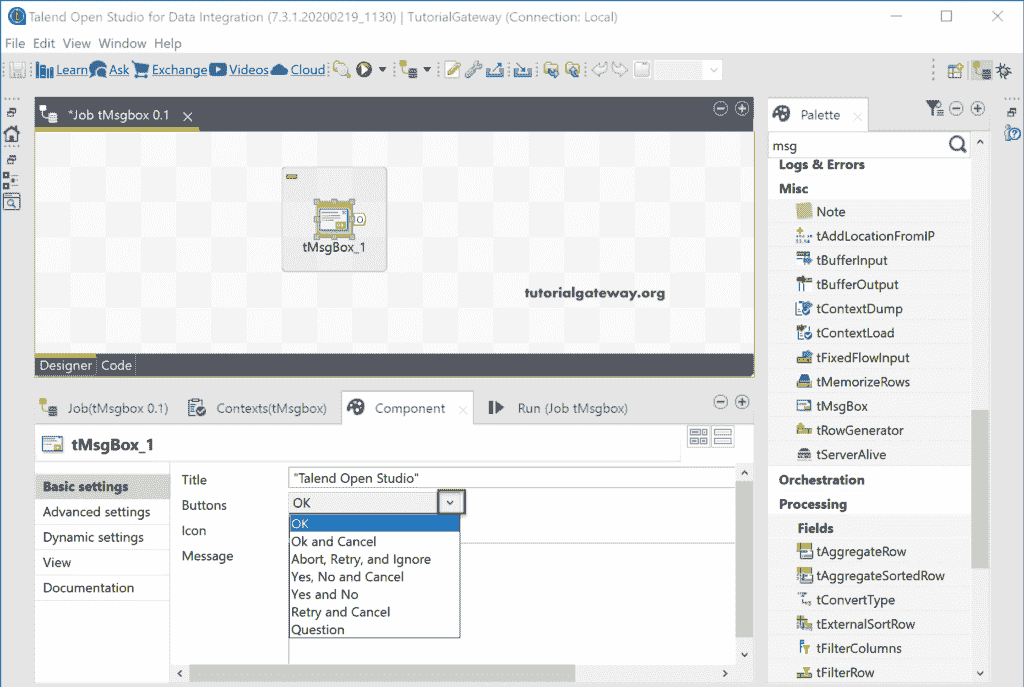 Talend Open Studio for Data Integration (7.3.1.20200219_1130) | TutorialGateway (Connection: Local)
File Edit View Window Help
Learn Ask Exchange Videos Cloud
*Job tMsgbox 0.1
tMsgBox_1
tutorialgateway.org
Designer Code
Job(tMsgbox 0.1) Contexts(tMsgbox) Component Run (Job tMsgbox)
tMsgBox_1
Basic settings
Advanced settings
Dynamic settings
View
Documentation
Title "Talend Open Studio"
Buttons OK
Icon
Message
OK
Ok and Cancel
Abort, Retry, and Ignore
Yes, No and Cancel
Yes and No
Retry and Cancel
Question
Palette
msg
Logs & Errors
Misc
Note
tAddLocationFromIP
tBufferInput
tBufferOutput
tContextDump
tContextLoad
tFixedFlowInput
tMemorizeRows
tMsgBox
tRowGenerator
tServerAlive
Orchestration
Processing
Fields
tAggregateRow
tAggregateSortedRow
tConvertType
tExternalSortRow
tFilterColumns
tFilterRow